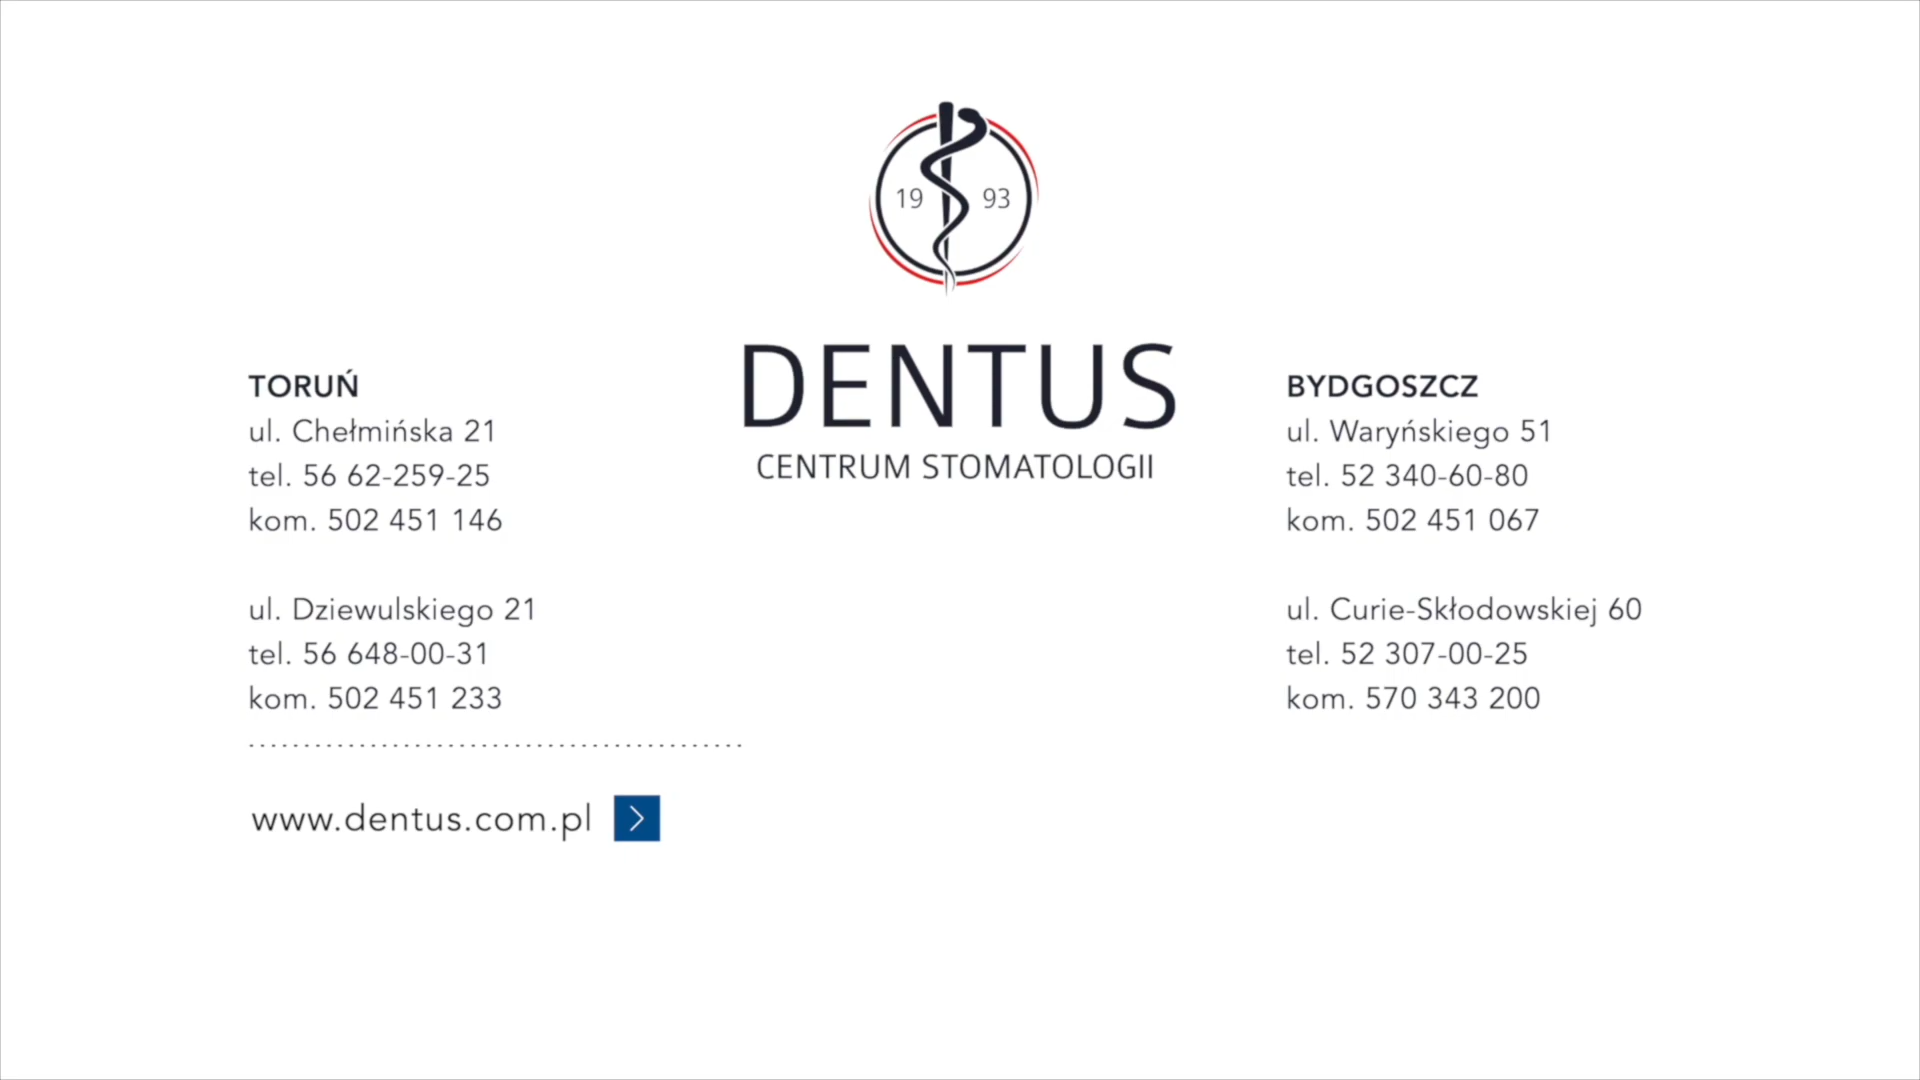 19 93
DENTUS
CENTRUM STOMATOLOGII
TORUŃ
ul. Chełmińska 21
tel. 56 62-259-25
kom. 502 451 146
ul. Dziewulskiego 21
tel. 56 648-00-31
kom. 502 451 233
www.dentus.com.pl
BYDGOSZCZ
ul. Waryńskiego 51
tel. 52 340-60-80
kom. 502 451 067
ul. Curie-Skłodowskiej 60
tel. 52 307-00-25
kom. 570 343 200